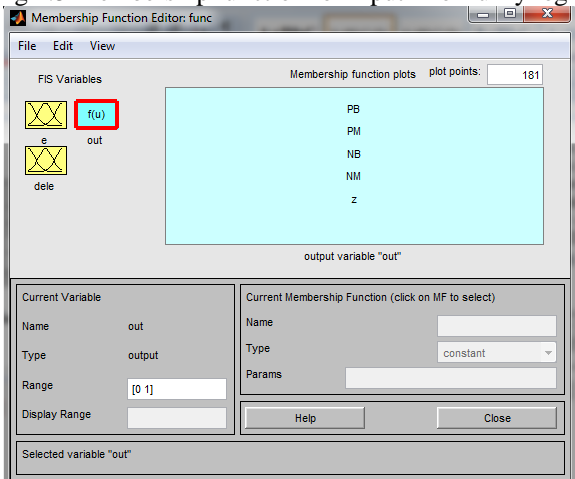 Membership Function Editor: func
File Edit View
FIS Variables
Membership function plots plot points: 181
f(u)
e out
dele
PB
PM
NB
NM
z
output variable "out"
Current Variable
Name out
Type output
Range [0 1]
Display Range
Current Membership Function (click on MF to select)
Name
Type constant
Params
Help Close
Selected variable "out"